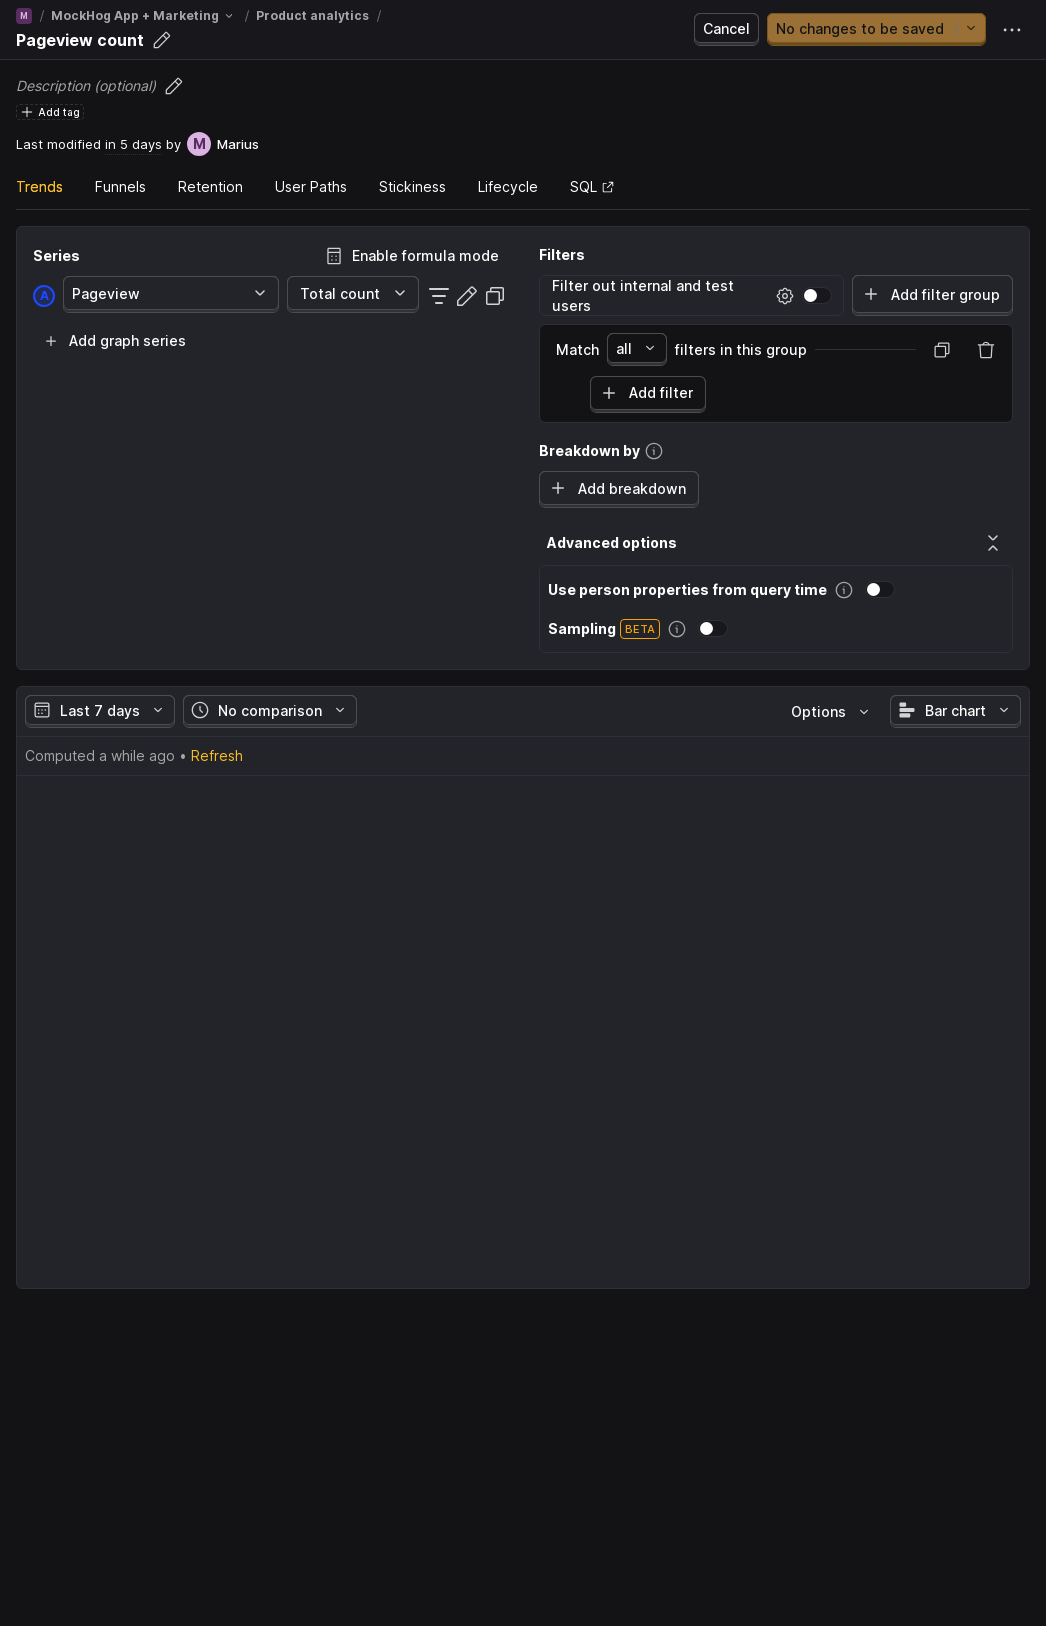 M / MockHog App + Marketing / Product analytics /
Pageview count
Cancel
No changes to be saved
Description (optional)
Add tag
Last modified in 5 days by M Marius
Trends Funnels Retention User Paths Stickiness Lifecycle SQL
Series
Enable formula mode
A Pageview Total count
Add graph series
Filters
Filter out internal and test
users
Add filter group
Match all filters in this group
Add filter
Breakdown by
Add breakdown
Advanced options
Use person properties from query time
Sampling BETA
Last 7 days No comparison Options Bar chart
Computed a while ago • Refresh